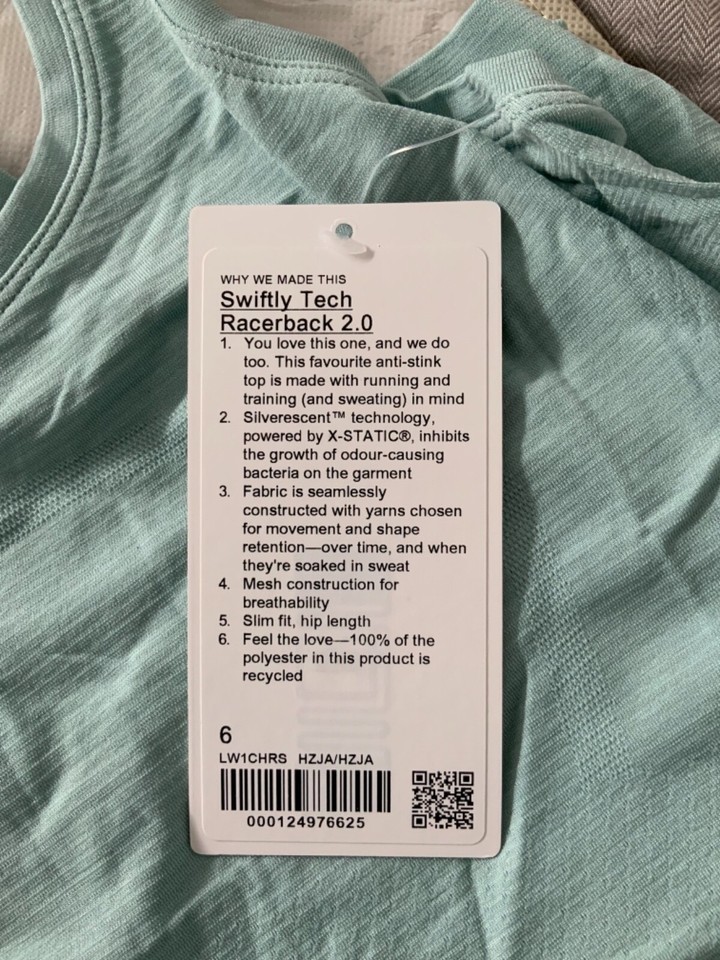 WHY WE MADE THIS
Swiftly Tech
Racerback 2.0
1. You love this one, and we do
too. This favourite anti-stink
top is made with running and
training (and sweating) in mind
2. Silverescent™ technology,
powered by X-STATIC®, inhibits
the growth of odour-causing
bacteria on the garment
3. Fabric is seamlessly
constructed with yarns chosen
for movement and shape
retention—over time, and when
they're soaked in sweat
4. Mesh construction for
breathability
5. Slim fit, hip length
6. Feel the love—100% of the
polyester in this product is
recycled
6
LW1CHRS HZJA/HZJA
000124976625